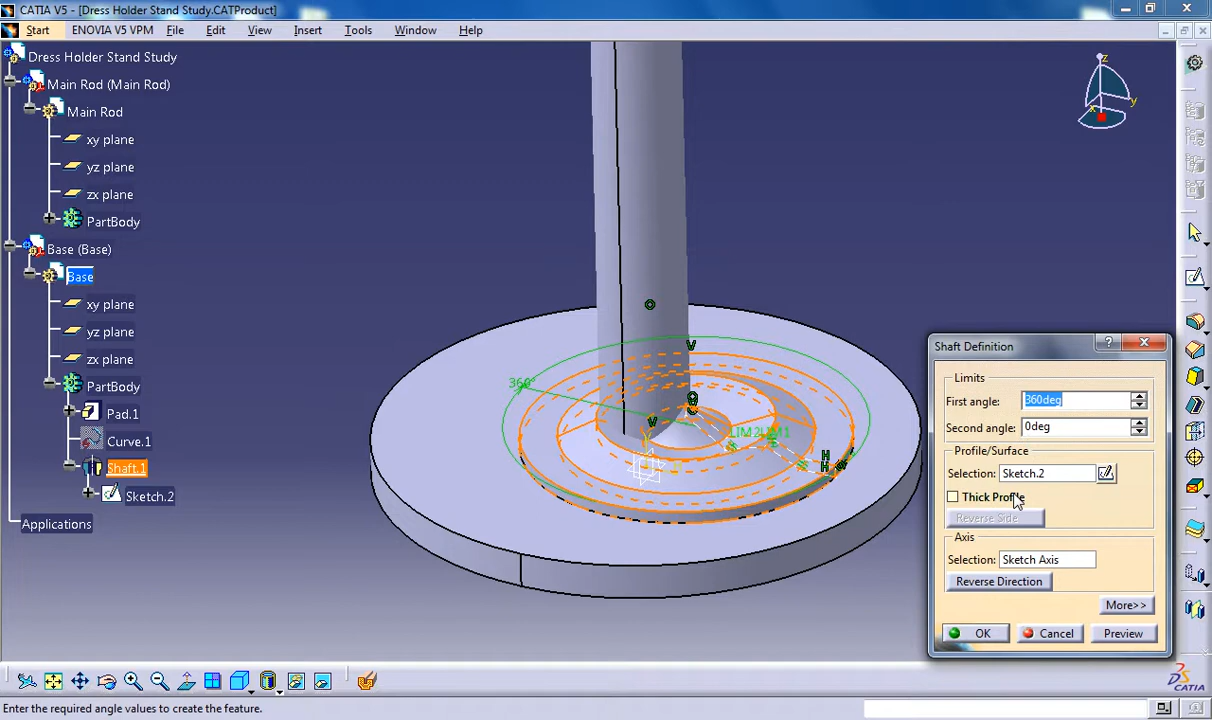 CATIA V5 - [Dress Holder Stand Study.CATProduct]
Start ENOVIA V5 VPM File Edit View Insert Tools Window Help
Dress Holder Stand Study
Main Rod (Main Rod)
Main Rod
xy plane
yz plane
zx plane
PartBody
Base (Base)
Base
xy plane
yz plane
zx plane
PartBody
Pad.1
Curve.1
Shaft.1
Sketch.2
Applications
z
y
x
360°
V
V
LIM2LIM1
H
H
Shaft Definition
?
Limits
First angle: 360deg
Second angle: 0deg
Profile/Surface
Selection: Sketch.2
Thick Profile
Reverse Side
Axis
Selection: Sketch Axis
Reverse Direction
More>>
OK Cancel Preview
Enter the required angle values to create the feature.